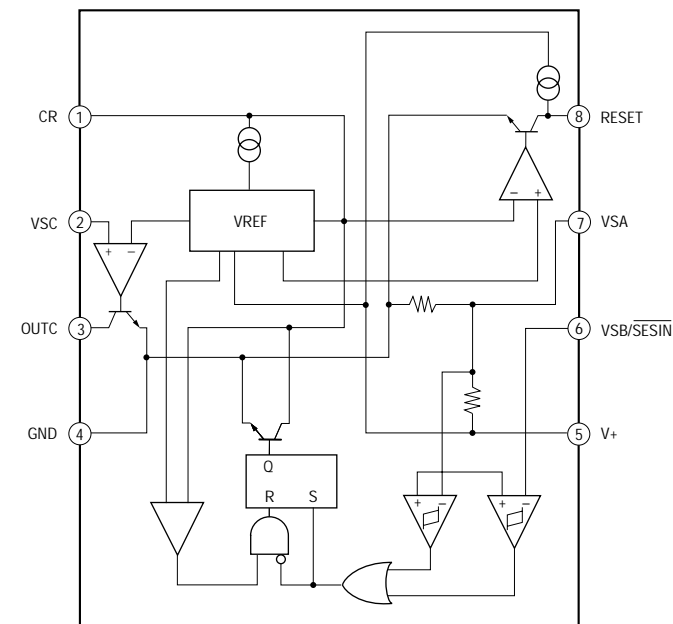 CR 1
8 RESET
VSC 2
+ −
VREF
− +
7 VSA
OUTC 3
6 VSB/SESIN
GND 4
5 V+
Q
R S
+ −
+ −